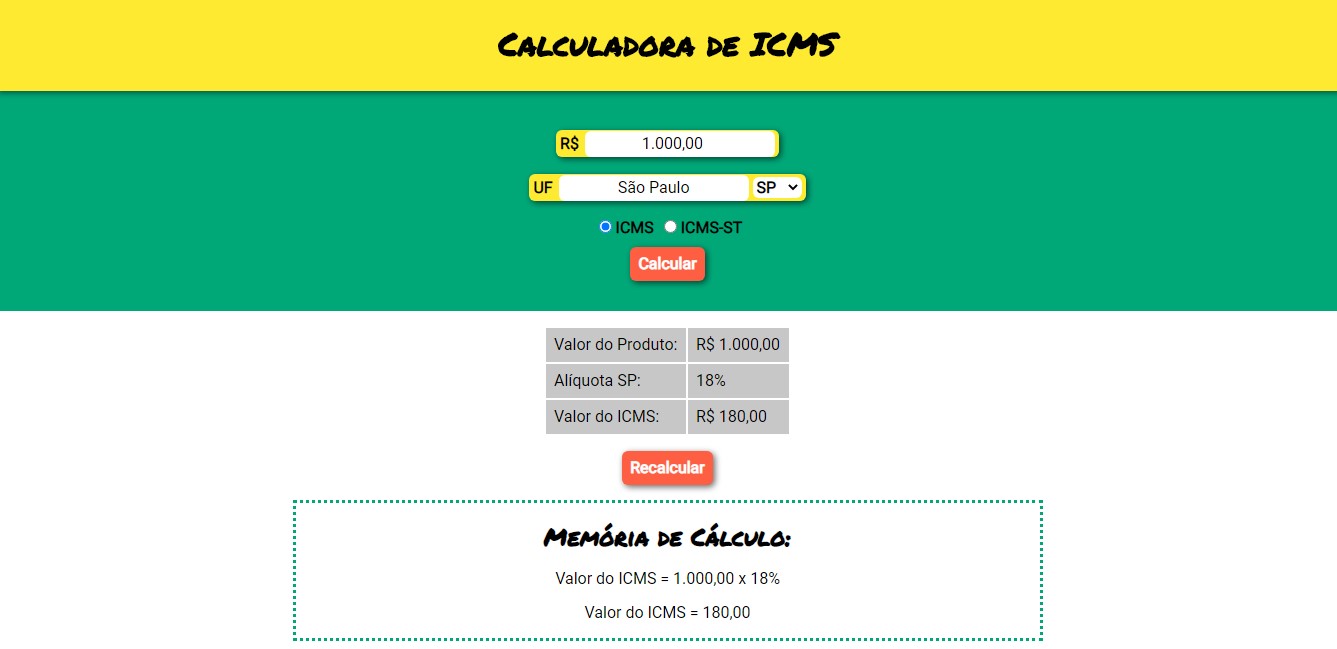 Calculadora de ICMS
R$ 1.000,00
UF São Paulo SP
ICMS ICMS-ST
Calcular
Valor do Produto: R$ 1.000,00
Alíquota SP: 18%
Valor do ICMS: R$ 180,00
Recalcular
Memória de Cálculo:
Valor do ICMS = 1.000,00 x 18%
Valor do ICMS = 180,00